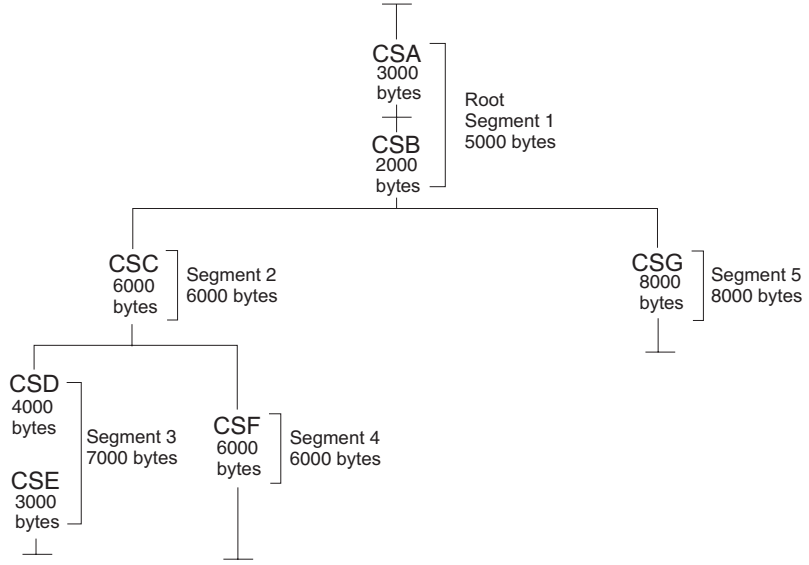 CSA
3000
bytes
Root
Segment 1
5000 bytes
CSB
2000
bytes
CSC
6000
bytes
Segment 2
6000 bytes
CSG
8000
bytes
Segment 5
8000 bytes
CSD
4000
bytes
Segment 3
7000 bytes
CSE
3000
bytes
CSF
6000
bytes
Segment 4
6000 bytes